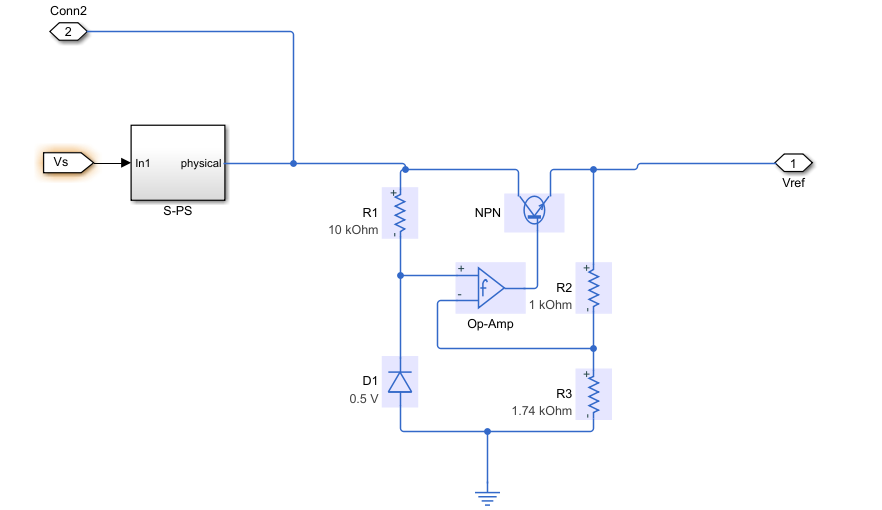 Conn2
2
Vs
In1
physical
S-PS
1
Vref
+
R1
10 kOhm
-
NPN
+
-
f
Op-Amp
+
R2
1 kOhm
-
D1
0.5 V
+
R3
1.74 kOhm
-